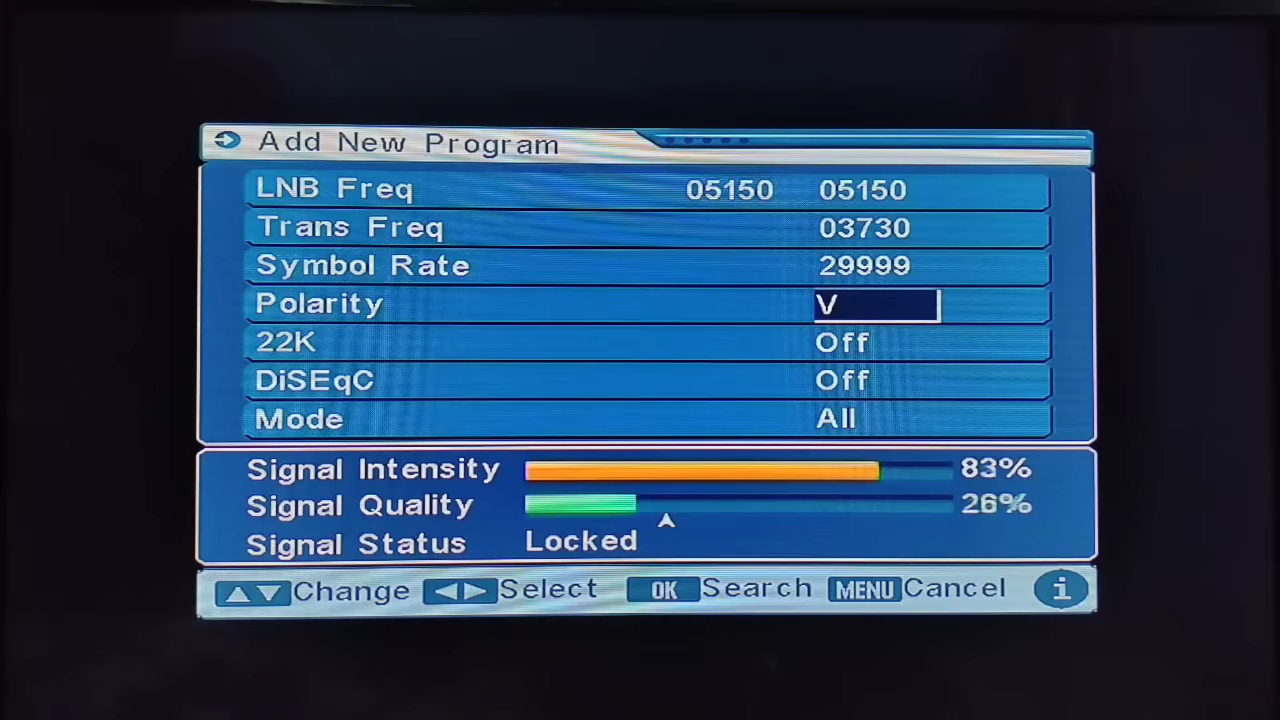 Add New Program
LNB Freq 05150 05150
Trans Freq 03730
Symbol Rate 29999
Polarity V
22K Off
DiSEqC Off
Mode All
Signal Intensity 83%
Signal Quality 26%
Signal Status Locked
Change Select OK Search MENU Cancel i